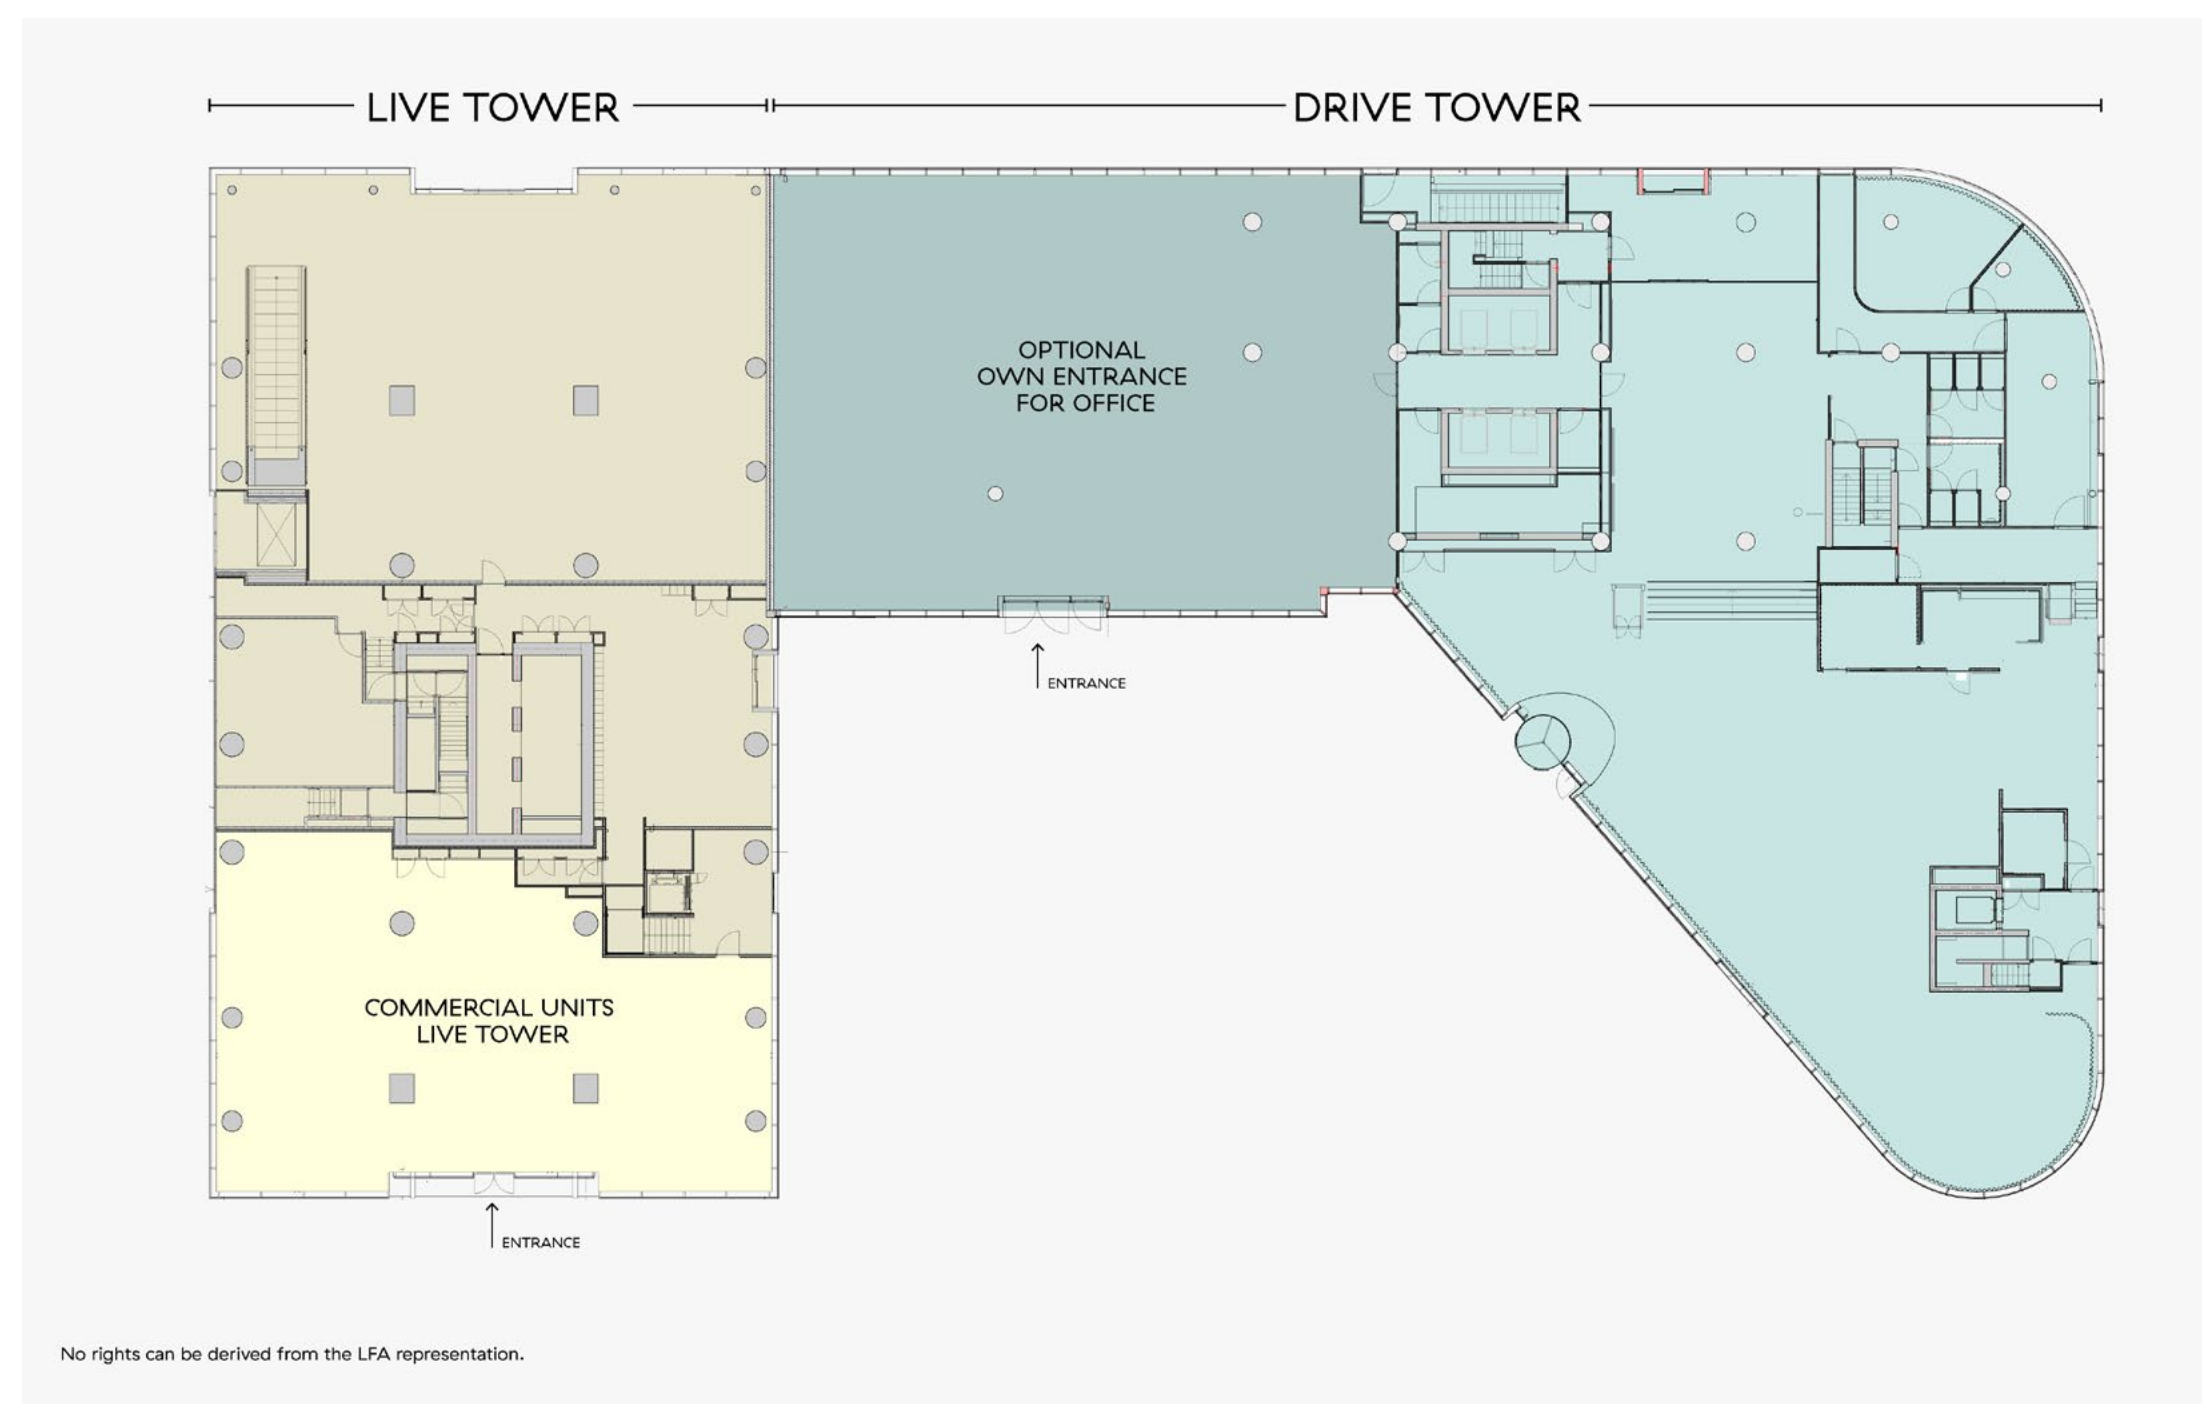 LIVE TOWER
DRIVE TOWER
OPTIONAL
OWN ENTRANCE
FOR OFFICE
ENTRANCE
COMMERCIAL UNITS
LIVE TOWER
ENTRANCE
No rights can be derived from the LFA representation.